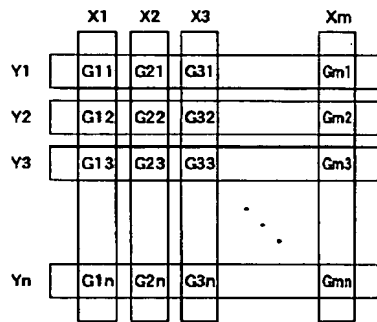 X1 X2 X3 Xm
Y1 G11 G21 G31 Gm1
Y2 G12 G22 G32 Gm2
Y3 G13 G23 G33 Gm3
Yn G1n G2n G3n Gmn